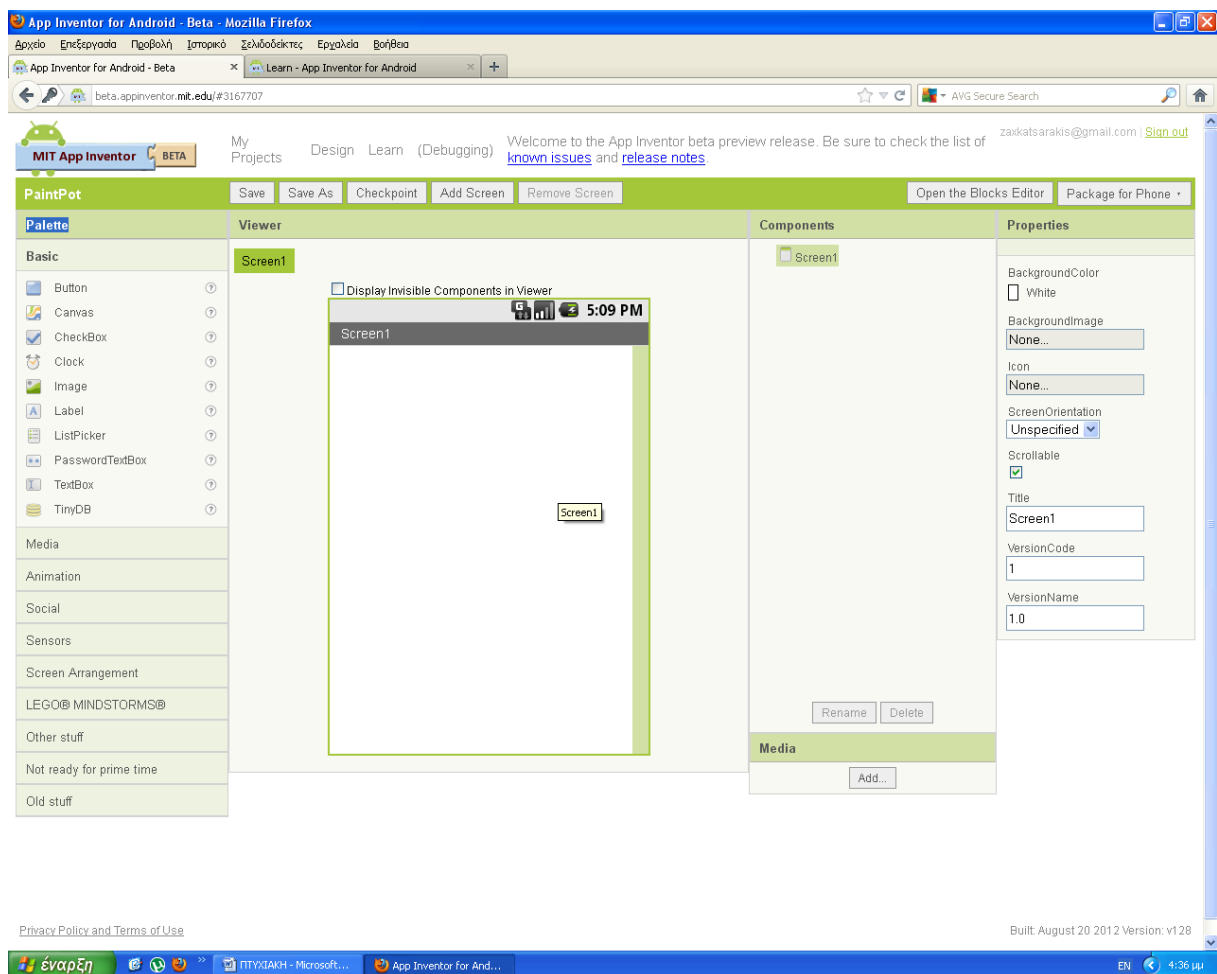 App Inventor for Android - Beta - Mozilla Firefox
Αρχείο Επεξεργασία Προβολή Ιστορικό Σελιδοδείκτες Εργαλεία Βοήθεια
App Inventor for Android - Beta
Learn - App Inventor for Android
beta.appinventor.mit.edu/#3167707
AVG Secure Search
MIT App Inventor BETA
My Projects
Design Learn (Debugging)
Welcome to the App Inventor beta preview release. Be sure to check the list of
known issues and release notes.
zaxkatsarakis@gmail.com | Sign out
PaintPot
Save Save As Checkpoint Add Screen Remove Screen
Open the Blocks Editor Package for Phone
Palette
Basic
Button
Canvas
CheckBox
Clock
Image
Label
ListPicker
PasswordTextBox
TextBox
TinyDB
Media
Animation
Social
Sensors
Screen Arrangement
LEGO® MINDSTORMS®
Other stuff
Not ready for prime time
Old stuff
Viewer
Screen1
Display Invisible Components in Viewer
5:09 PM
Screen1
Screen1
Components
Screen1
Rename Delete
Media
Add...
Properties
BackgroundColor
White
BackgroundImage
None...
Icon
None...
ScreenOrientation
Unspecified
Scrollable
Title
Screen1
VersionCode
1
VersionName
1.0
Privacy Policy and Terms of Use
Built: August 20 2012 Version: v128
έναρξη
ΠΤΥΧΙΑΚΗ - Microsoft...
App Inventor for And...
EN
4:36 μμ